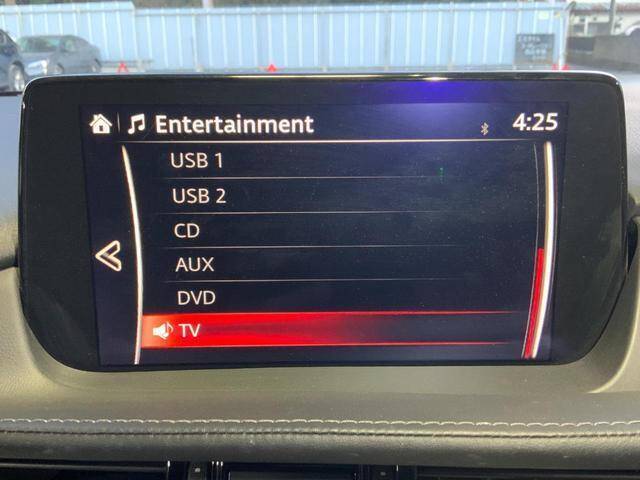 Entertainment
4:25
USB 1
USB 2
CD
AUX
DVD
TV